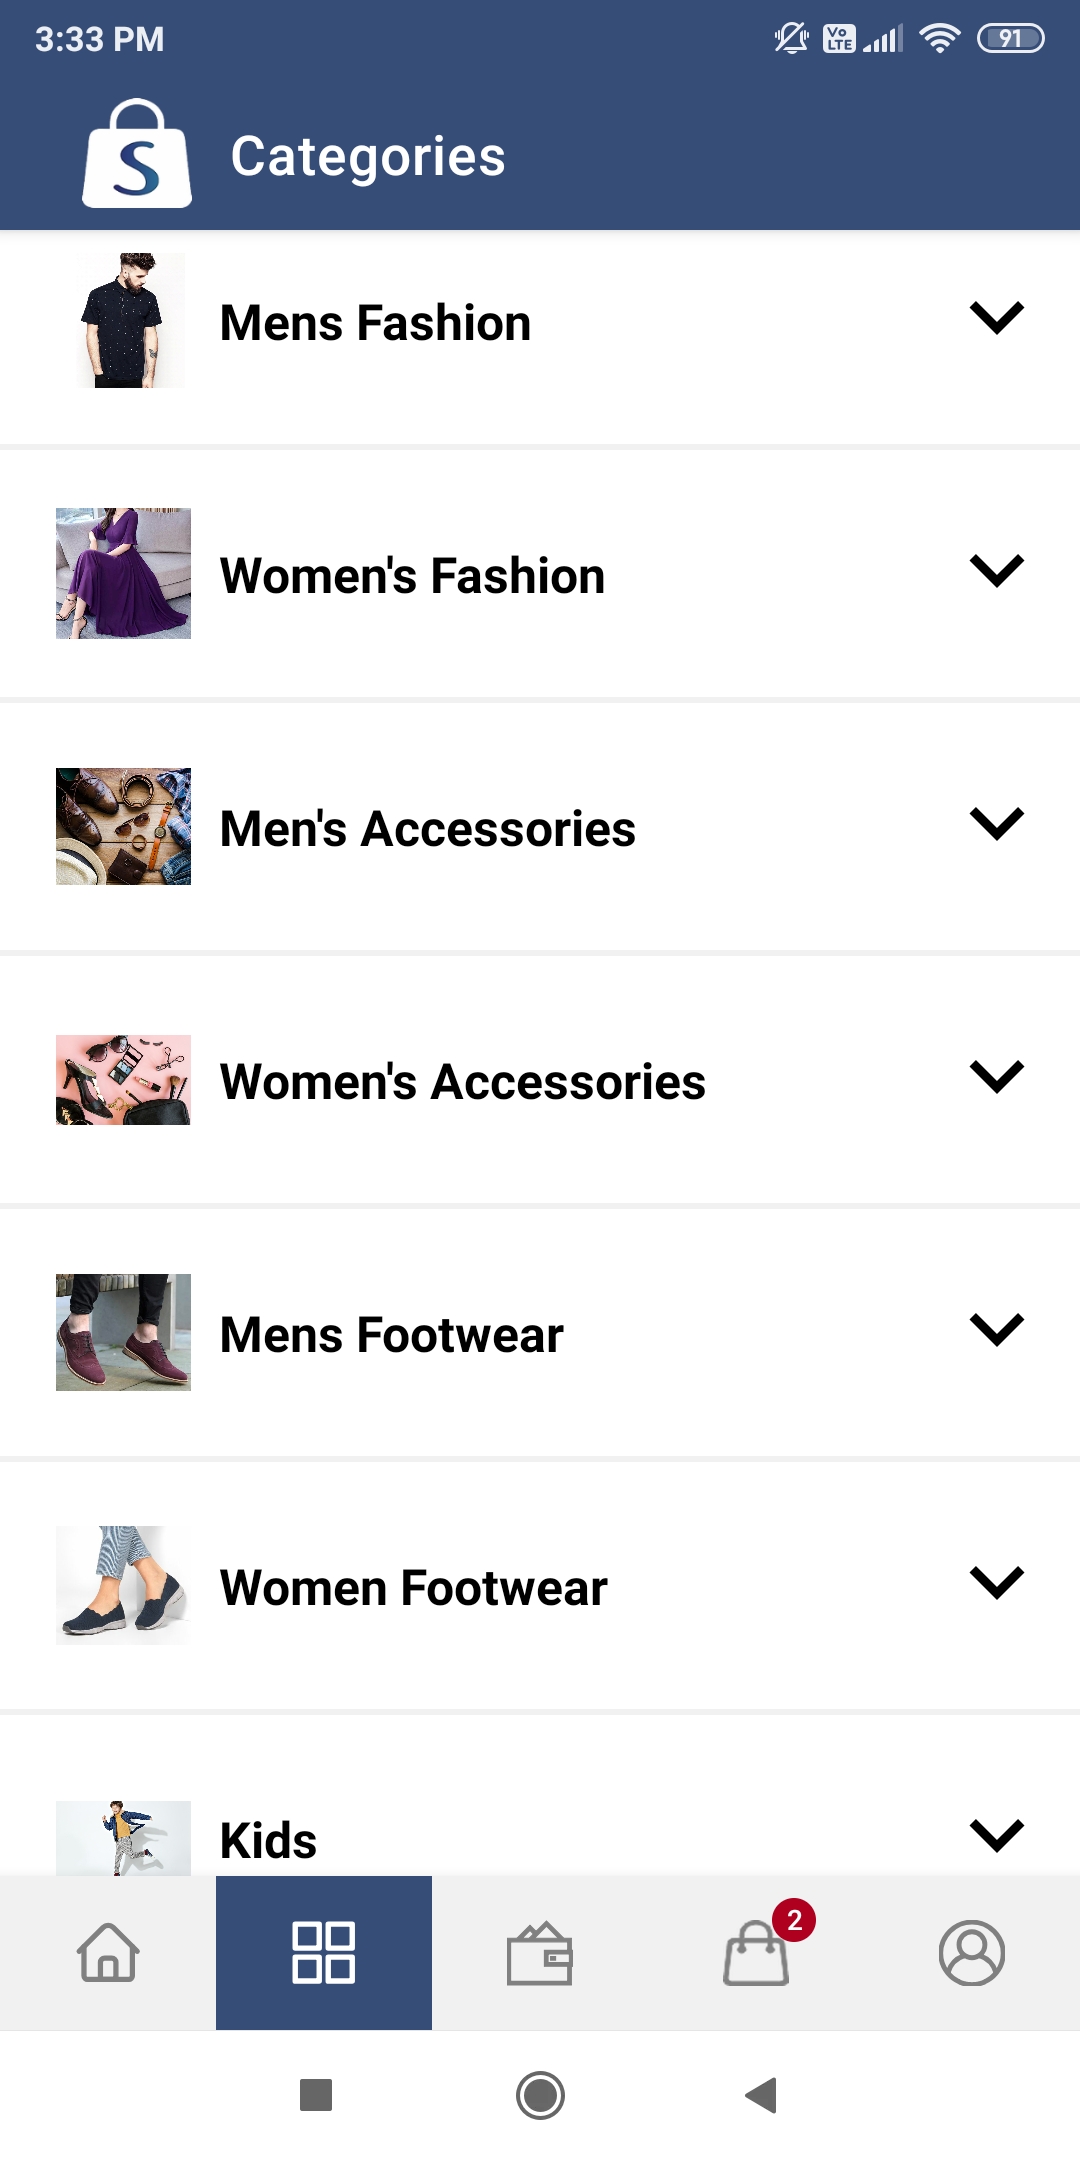 3:33 PM
Vo LTE
91
S
Categories
Mens Fashion
Women's Fashion
Men's Accessories
Women's Accessories
Mens Footwear
Women Footwear
Kids
2